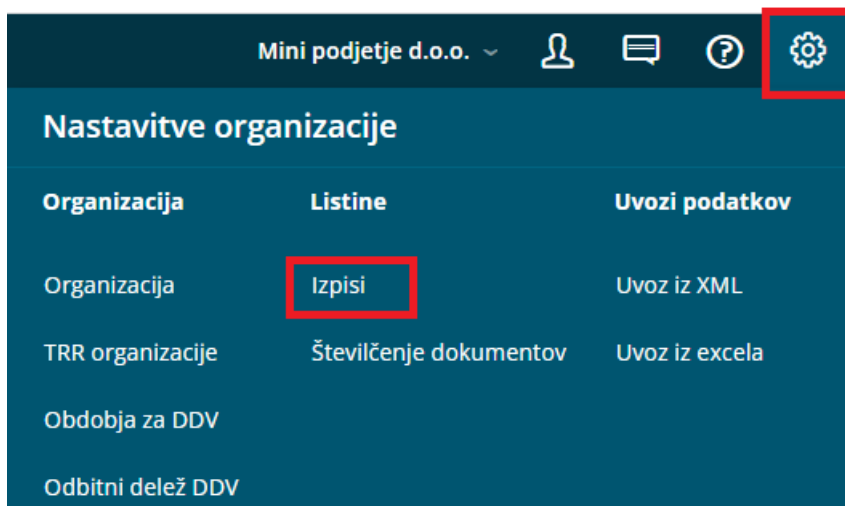 Mini podjetje d.o.o.
Nastavitve organizacije
Organizacija Listine Uvozi podatkov
Organizacija Izpisi Uvoz iz XML
TRR organizacije Številčenje dokumentov Uvoz iz excela
Obdobja za DDV
Odbitni delež DDV